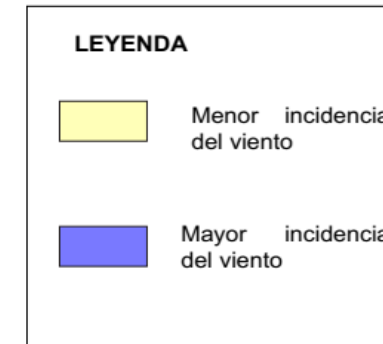 LEYENDA
Menor incidencia
del viento
Mayor incidencia
del viento